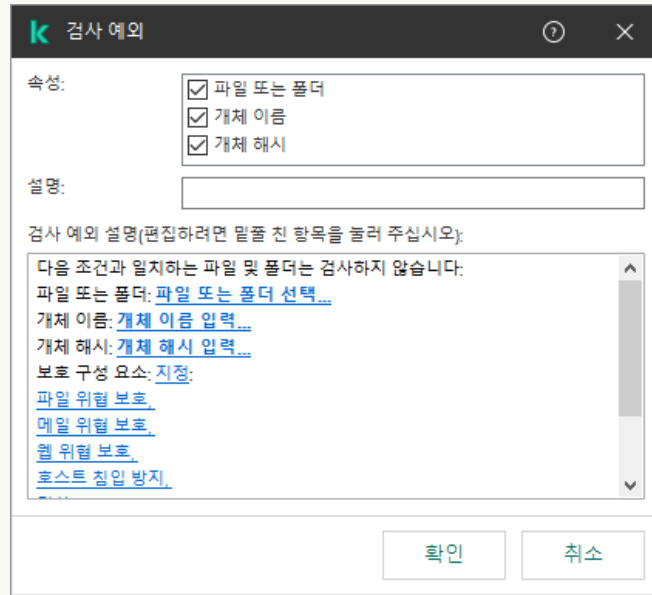 검사 예외
속성:
파일 또는 폴더
개체 이름
개체 해시
설명:
검사 예외 설명(편집하려면 밑줄 친 항목을 눌러 주십시오):
다음 조건과 일치하는 파일 및 폴더는 검사하지 않습니다:
파일 또는 폴더: 파일 또는 폴더 선택...
개체 이름: 개체 이름 입력...
개체 해시: 개체 해시 입력...
보호 구성 요소: 지정:
파일 위협 보호,
메일 위협 보호,
웹 위협 보호,
호스트 침입 방지,
확인 취소